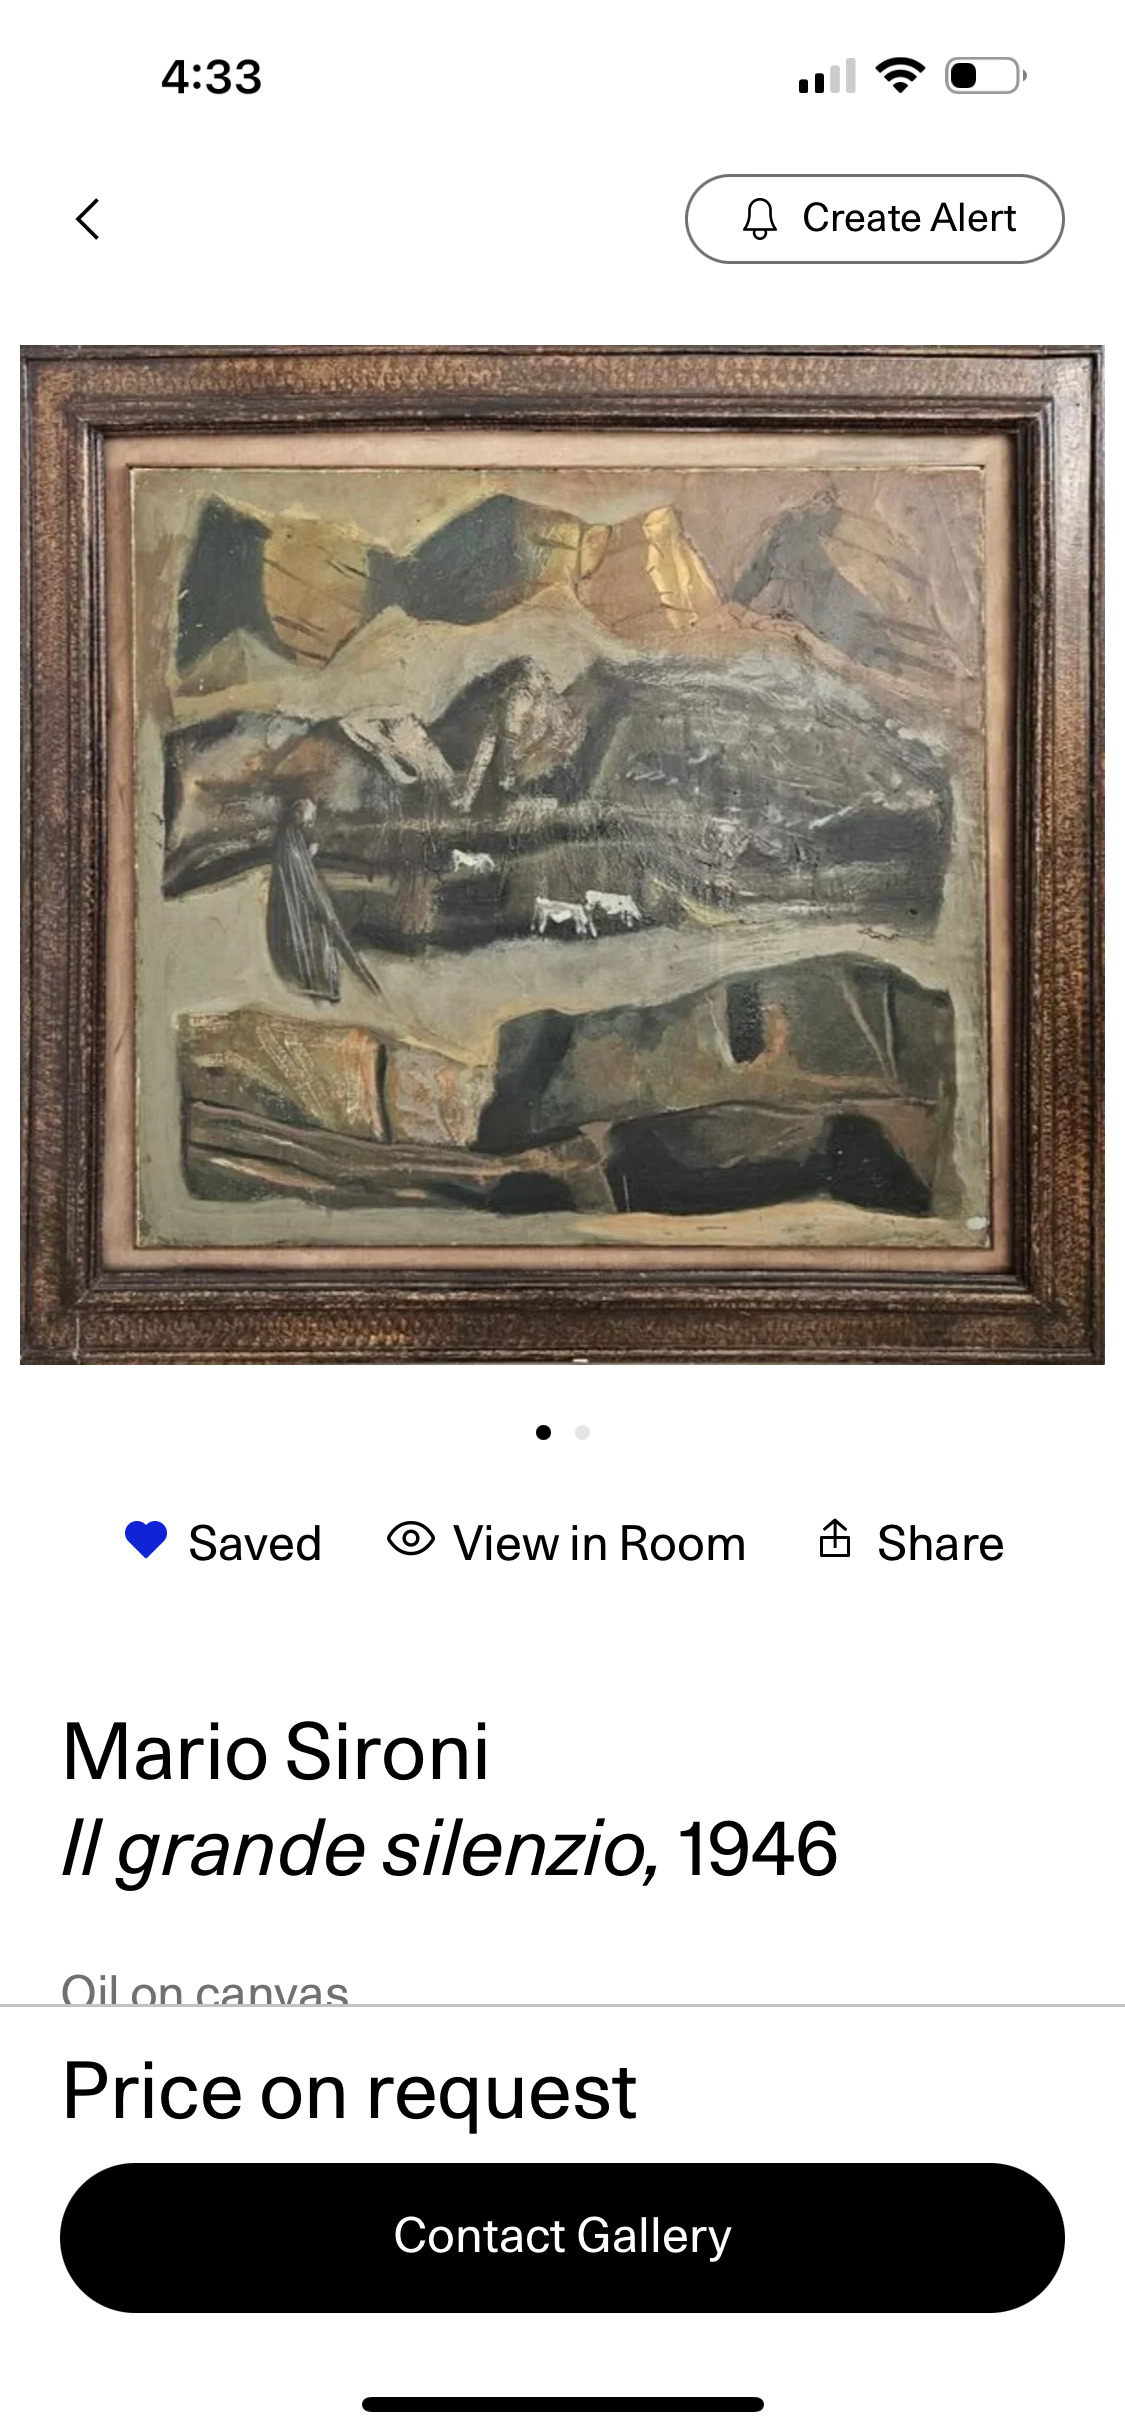 4:33
Create Alert
Saved
View in Room
Share
Mario Sironi
Il grande silenzio, 1946
Oil on canvas
Price on request
Contact Gallery